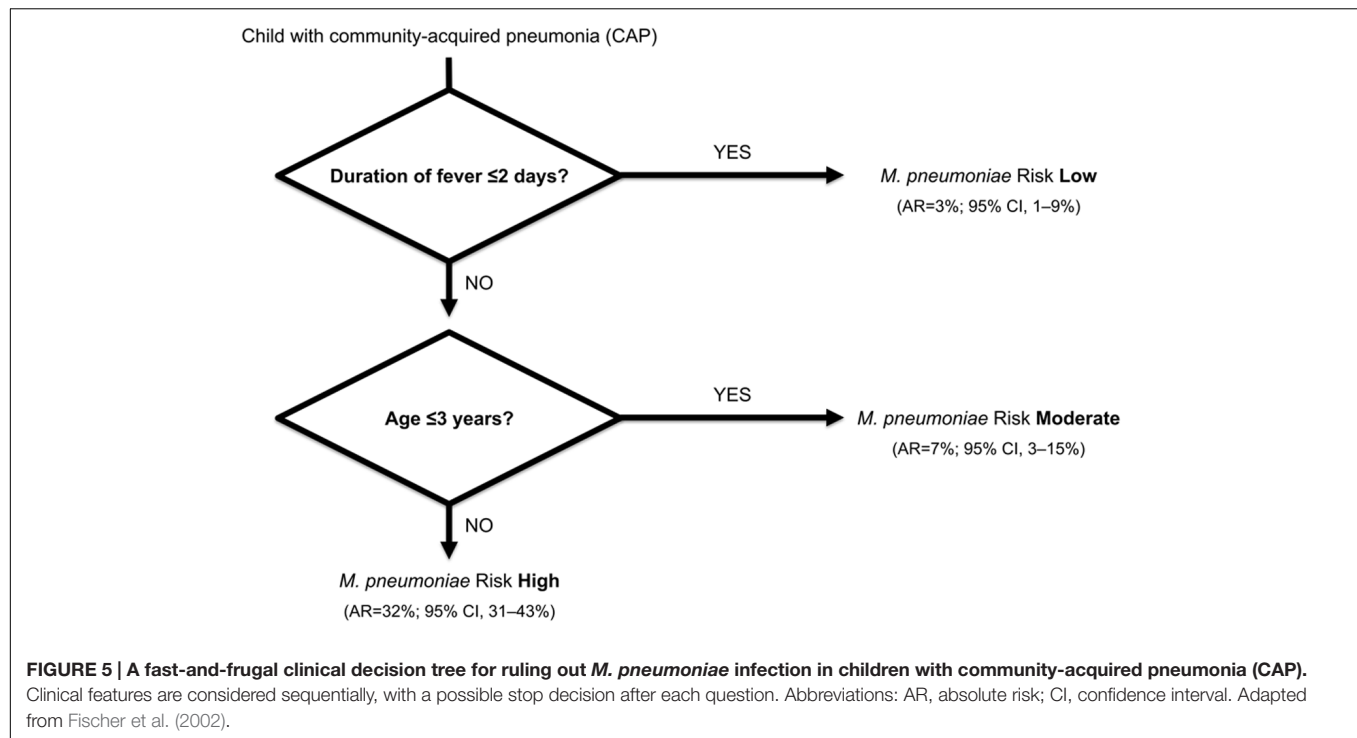 Child with community-acquired pneumonia (CAP)
Duration of fever ≤2 days?
YES
M. pneumoniae Risk Low
(AR=3%; 95% CI, 1–9%)
NO
Age ≤3 years?
YES
M. pneumoniae Risk Moderate
(AR=7%; 95% CI, 3–15%)
NO
M. pneumoniae Risk High
(AR=32%; 95% CI, 31–43%)
FIGURE 5 | A fast-and-frugal clinical decision tree for ruling out M. pneumoniae infection in children with community-acquired pneumonia (CAP).
Clinical features are considered sequentially, with a possible stop decision after each question. Abbreviations: AR, absolute risk; CI, confidence interval. Adapted
from Fischer et al. (2002).